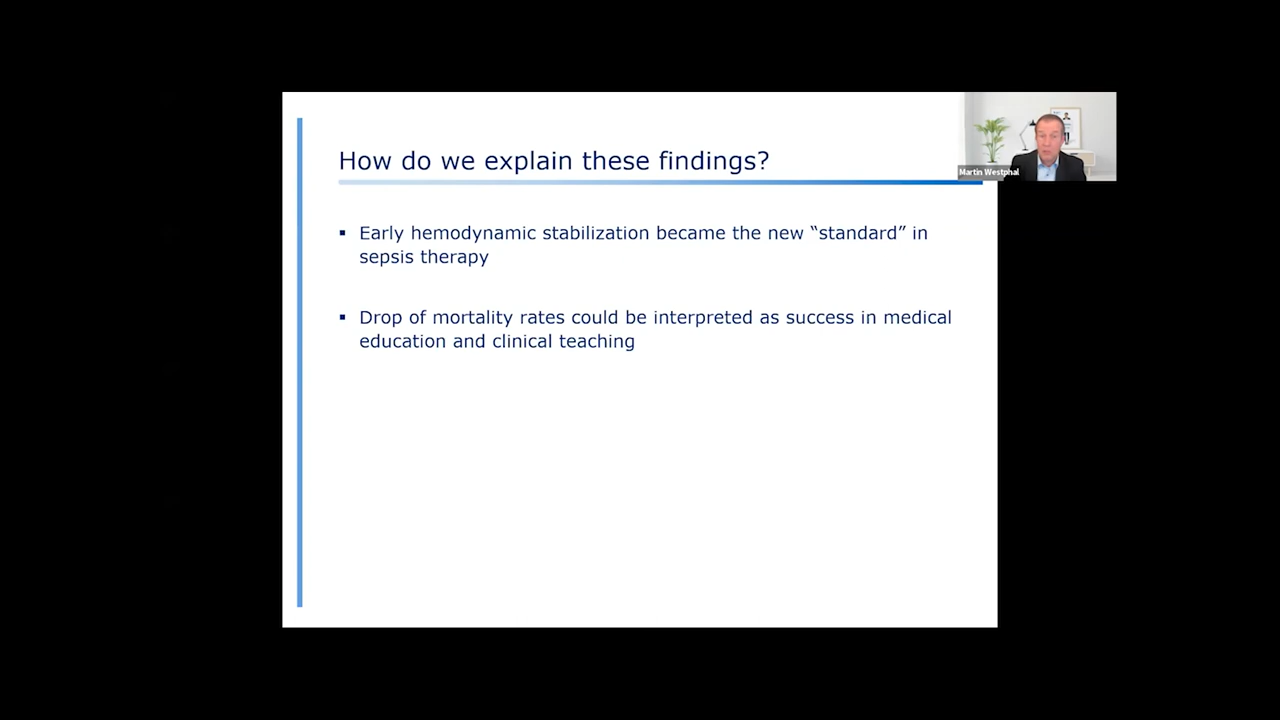 How do we explain these findings?
Martin Westphal
▪ Early hemodynamic stabilization became the new “standard” in
sepsis therapy
▪ Drop of mortality rates could be interpreted as success in medical
education and clinical teaching